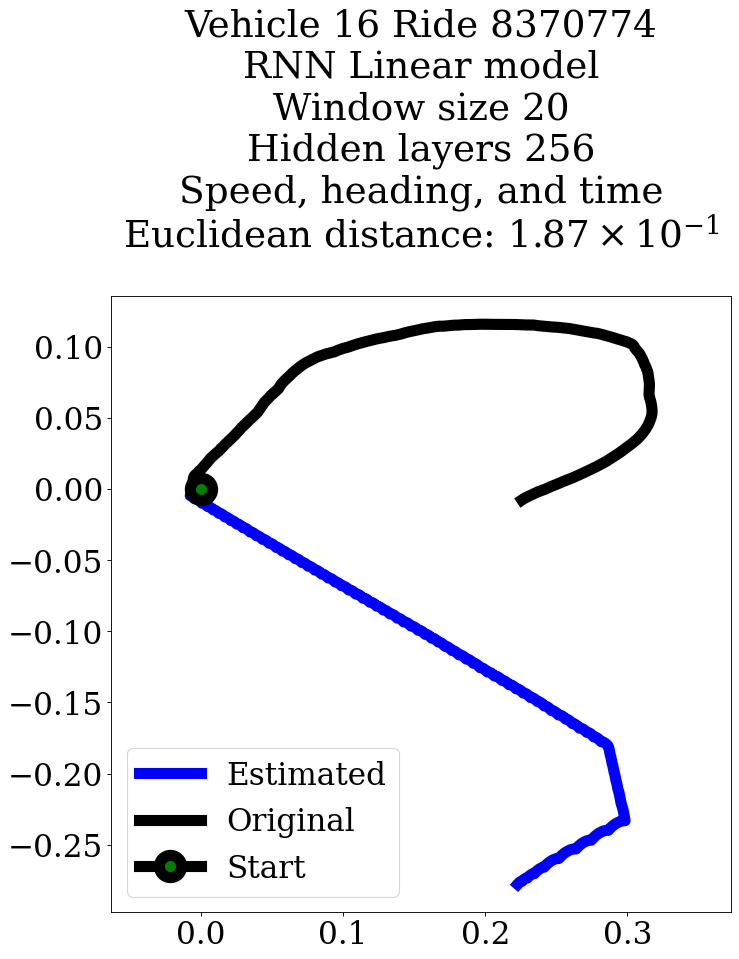 Vehicle 16 Ride 8370774
RNN Linear model
Window size 20
Hidden layers 256
Speed, heading, and time
Euclidean distance: 1.87 × 10⁻¹
0.10
0.05
0.00
−0.05
−0.10
−0.15
−0.20
−0.25
Estimated
Original
Start
0.0 0.1 0.2 0.3